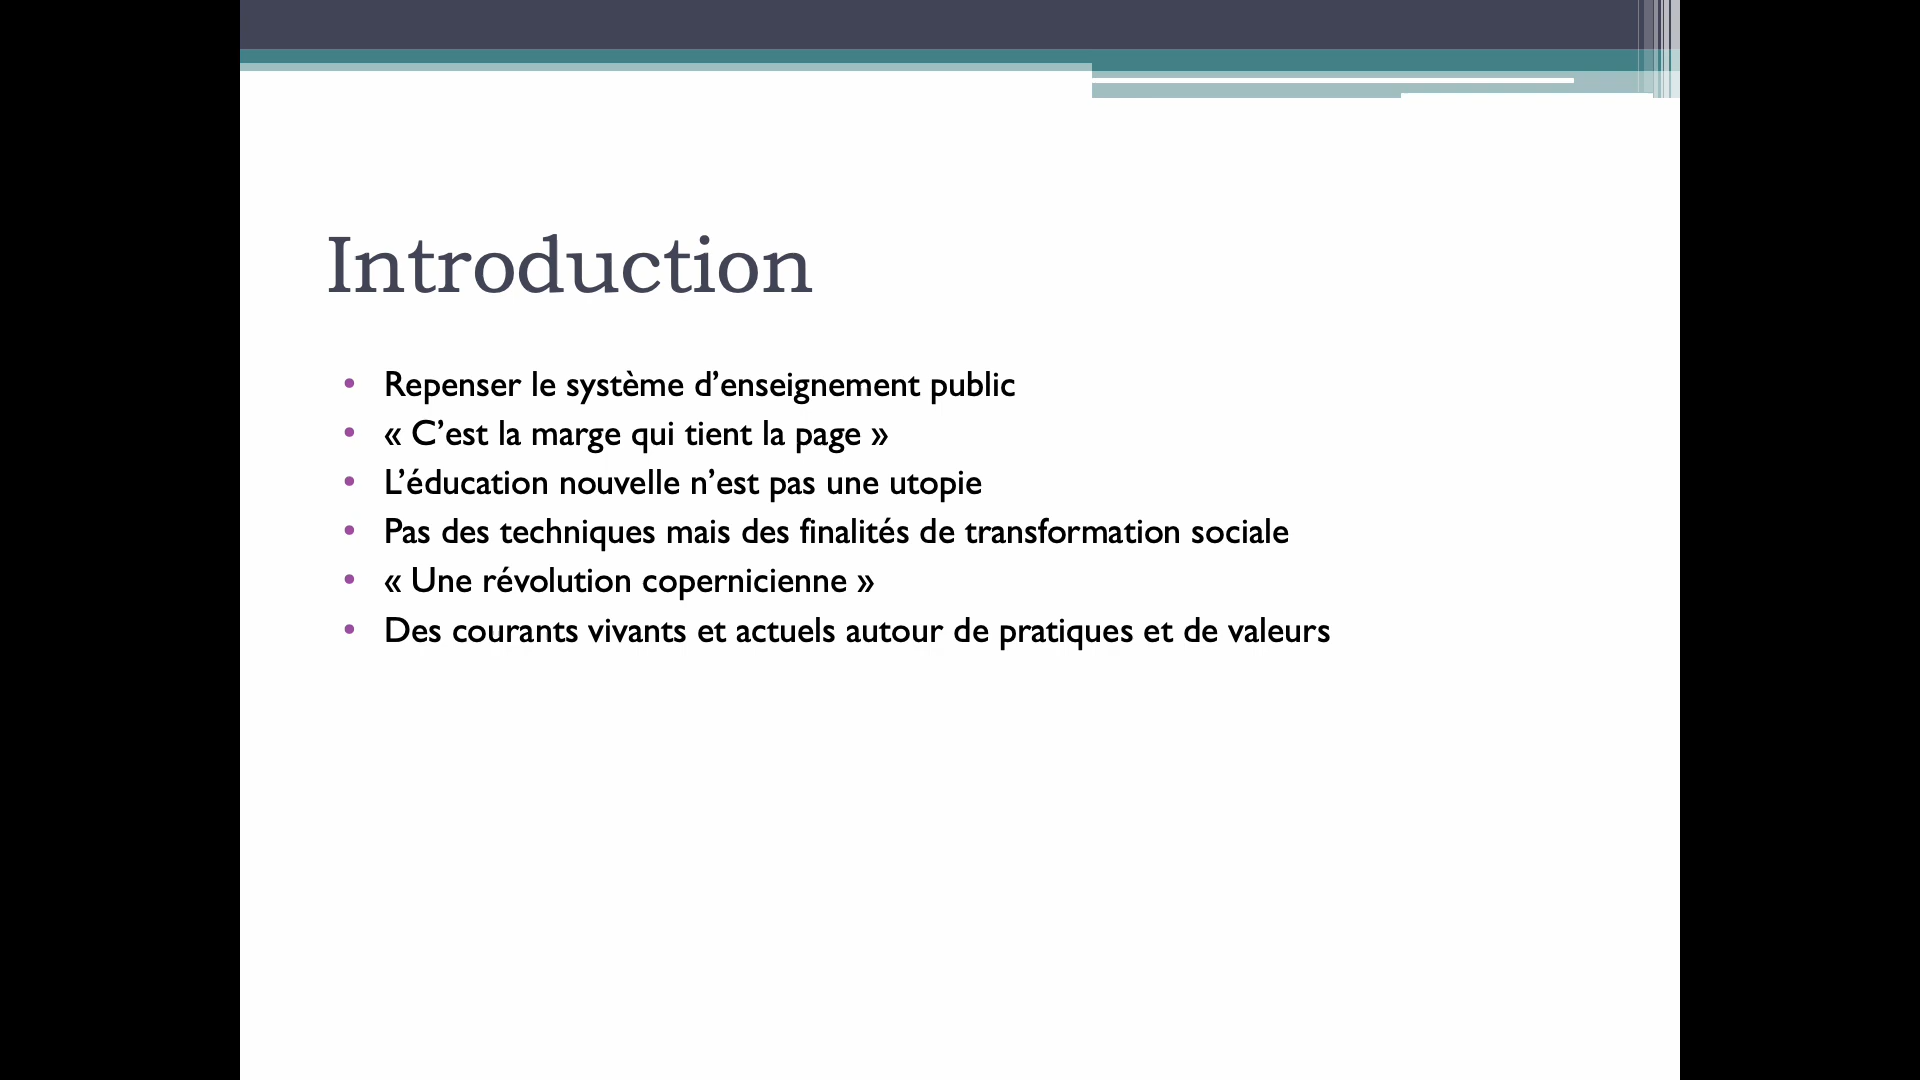 Introduction
• Repenser le système d’enseignement public
• « C’est la marge qui tient la page »
• L’éducation nouvelle n’est pas une utopie
• Pas des techniques mais des finalités de transformation sociale
• « Une révolution copernicienne »
• Des courants vivants et actuels autour de pratiques et de valeurs